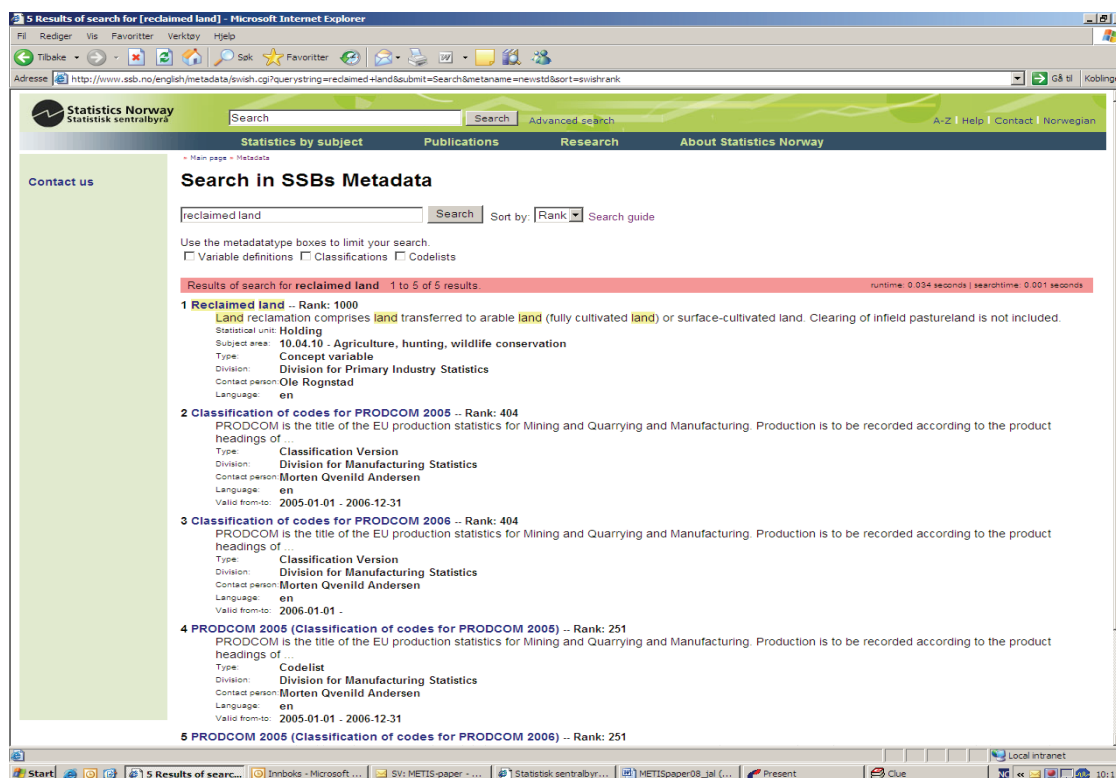 5 Results of search for [reclaimed land] - Microsoft Internet Explorer
Fil Rediger Vis Favoritter Verktøy Hjelp
Tilbake Søk Favoritter
Adresse http://www.ssb.no/english/metadata/swish.cgi?querystring=reclaimed+land&submit=Search&metaname=newstd&sort=swishrank Gå til Koblinge
Statistics Norway
Statistisk sentralbyrå
Search Search Advanced search A-Z | Help | Contact | Norwegian
Statistics by subject Publications Research About Statistics Norway
» Main page » Metadata
Contact us
Search in SSBs Metadata
reclaimed land Search Sort by: Rank Search guide
Use the metadatatype boxes to limit your search.
Variable definitions Classifications Codelists
Results of search for reclaimed land 1 to 5 of 5 results. runtime: 0.034 seconds | searchtime: 0.001 seconds
1 Reclaimed land -- Rank: 1000
Land reclamation comprises land transferred to arable land (fully cultivated land) or surface-cultivated land. Clearing of infield pastureland is not included.
Statistical unit: Holding
Subject area: 10.04.10 - Agriculture, hunting, wildlife conservation
Type: Concept variable
Division: Division for Primary Industry Statistics
Contact person: Ole Rognstad
Language: en
2 Classification of codes for PRODCOM 2005 -- Rank: 404
PRODCOM is the title of the EU production statistics for Mining and Quarrying and Manufacturing. Production is to be recorded according to the product
headings of ...
Type: Classification Version
Division: Division for Manufacturing Statistics
Contact person: Morten Qvenild Andersen
Language: en
Valid from-to: 2005-01-01 - 2006-12-31
3 Classification of codes for PRODCOM 2006 -- Rank: 404
PRODCOM is the title of the EU production statistics for Mining and Quarrying and Manufacturing. Production is to be recorded according to the product
headings of ...
Type: Classification Version
Division: Division for Manufacturing Statistics
Contact person: Morten Qvenild Andersen
Language: en
Valid from-to: 2006-01-01 -
4 PRODCOM 2005 (Classification of codes for PRODCOM 2005) -- Rank: 251
PRODCOM is the title of the EU production statistics for Mining and Quarrying and Manufacturing. Production is to be recorded according to the product
headings of ...
Type: Codelist
Division: Division for Manufacturing Statistics
Contact person: Morten Qvenild Andersen
Language: en
Valid from-to: 2005-01-01 - 2006-12-31
5 PRODCOM 2005 (Classification of codes for PRODCOM 2006) -- Rank: 251
Lokalt intranet
Start 5 Results of searc... Innboks - Microsoft ... SV: METIS-paper - ... Statistisk sentralbyr... METISpaper08_jal (... Present Clue NO 10:1